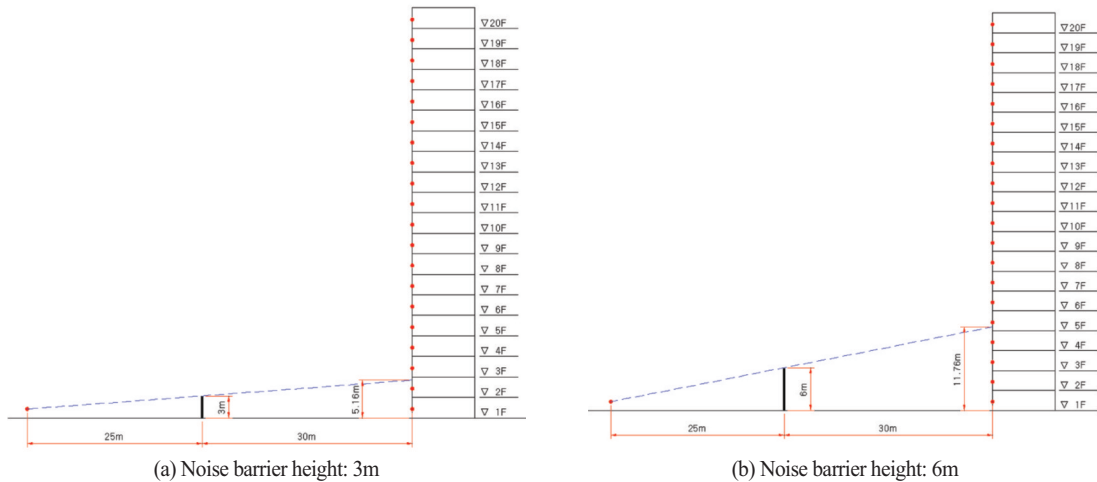 ▽20F
▽19F
▽18F
▽17F
▽16F
▽15F
▽14F
▽13F
▽12F
▽11F
▽10F
▽ 9F
▽ 8F
▽ 7F
▽ 6F
▽ 5F
▽ 4F
▽ 3F
▽ 2F
▽ 1F
5.16m
3m
25m
30m
(a) Noise barrier height: 3m
▽20F
▽19F
▽18F
▽17F
▽16F
▽15F
▽14F
▽13F
▽12F
▽11F
▽10F
▽ 9F
▽ 8F
▽ 7F
▽ 6F
▽ 5F
▽ 4F
▽ 3F
▽ 2F
▽ 1F
11.76m
6m
25m
30m
(b) Noise barrier height: 6m